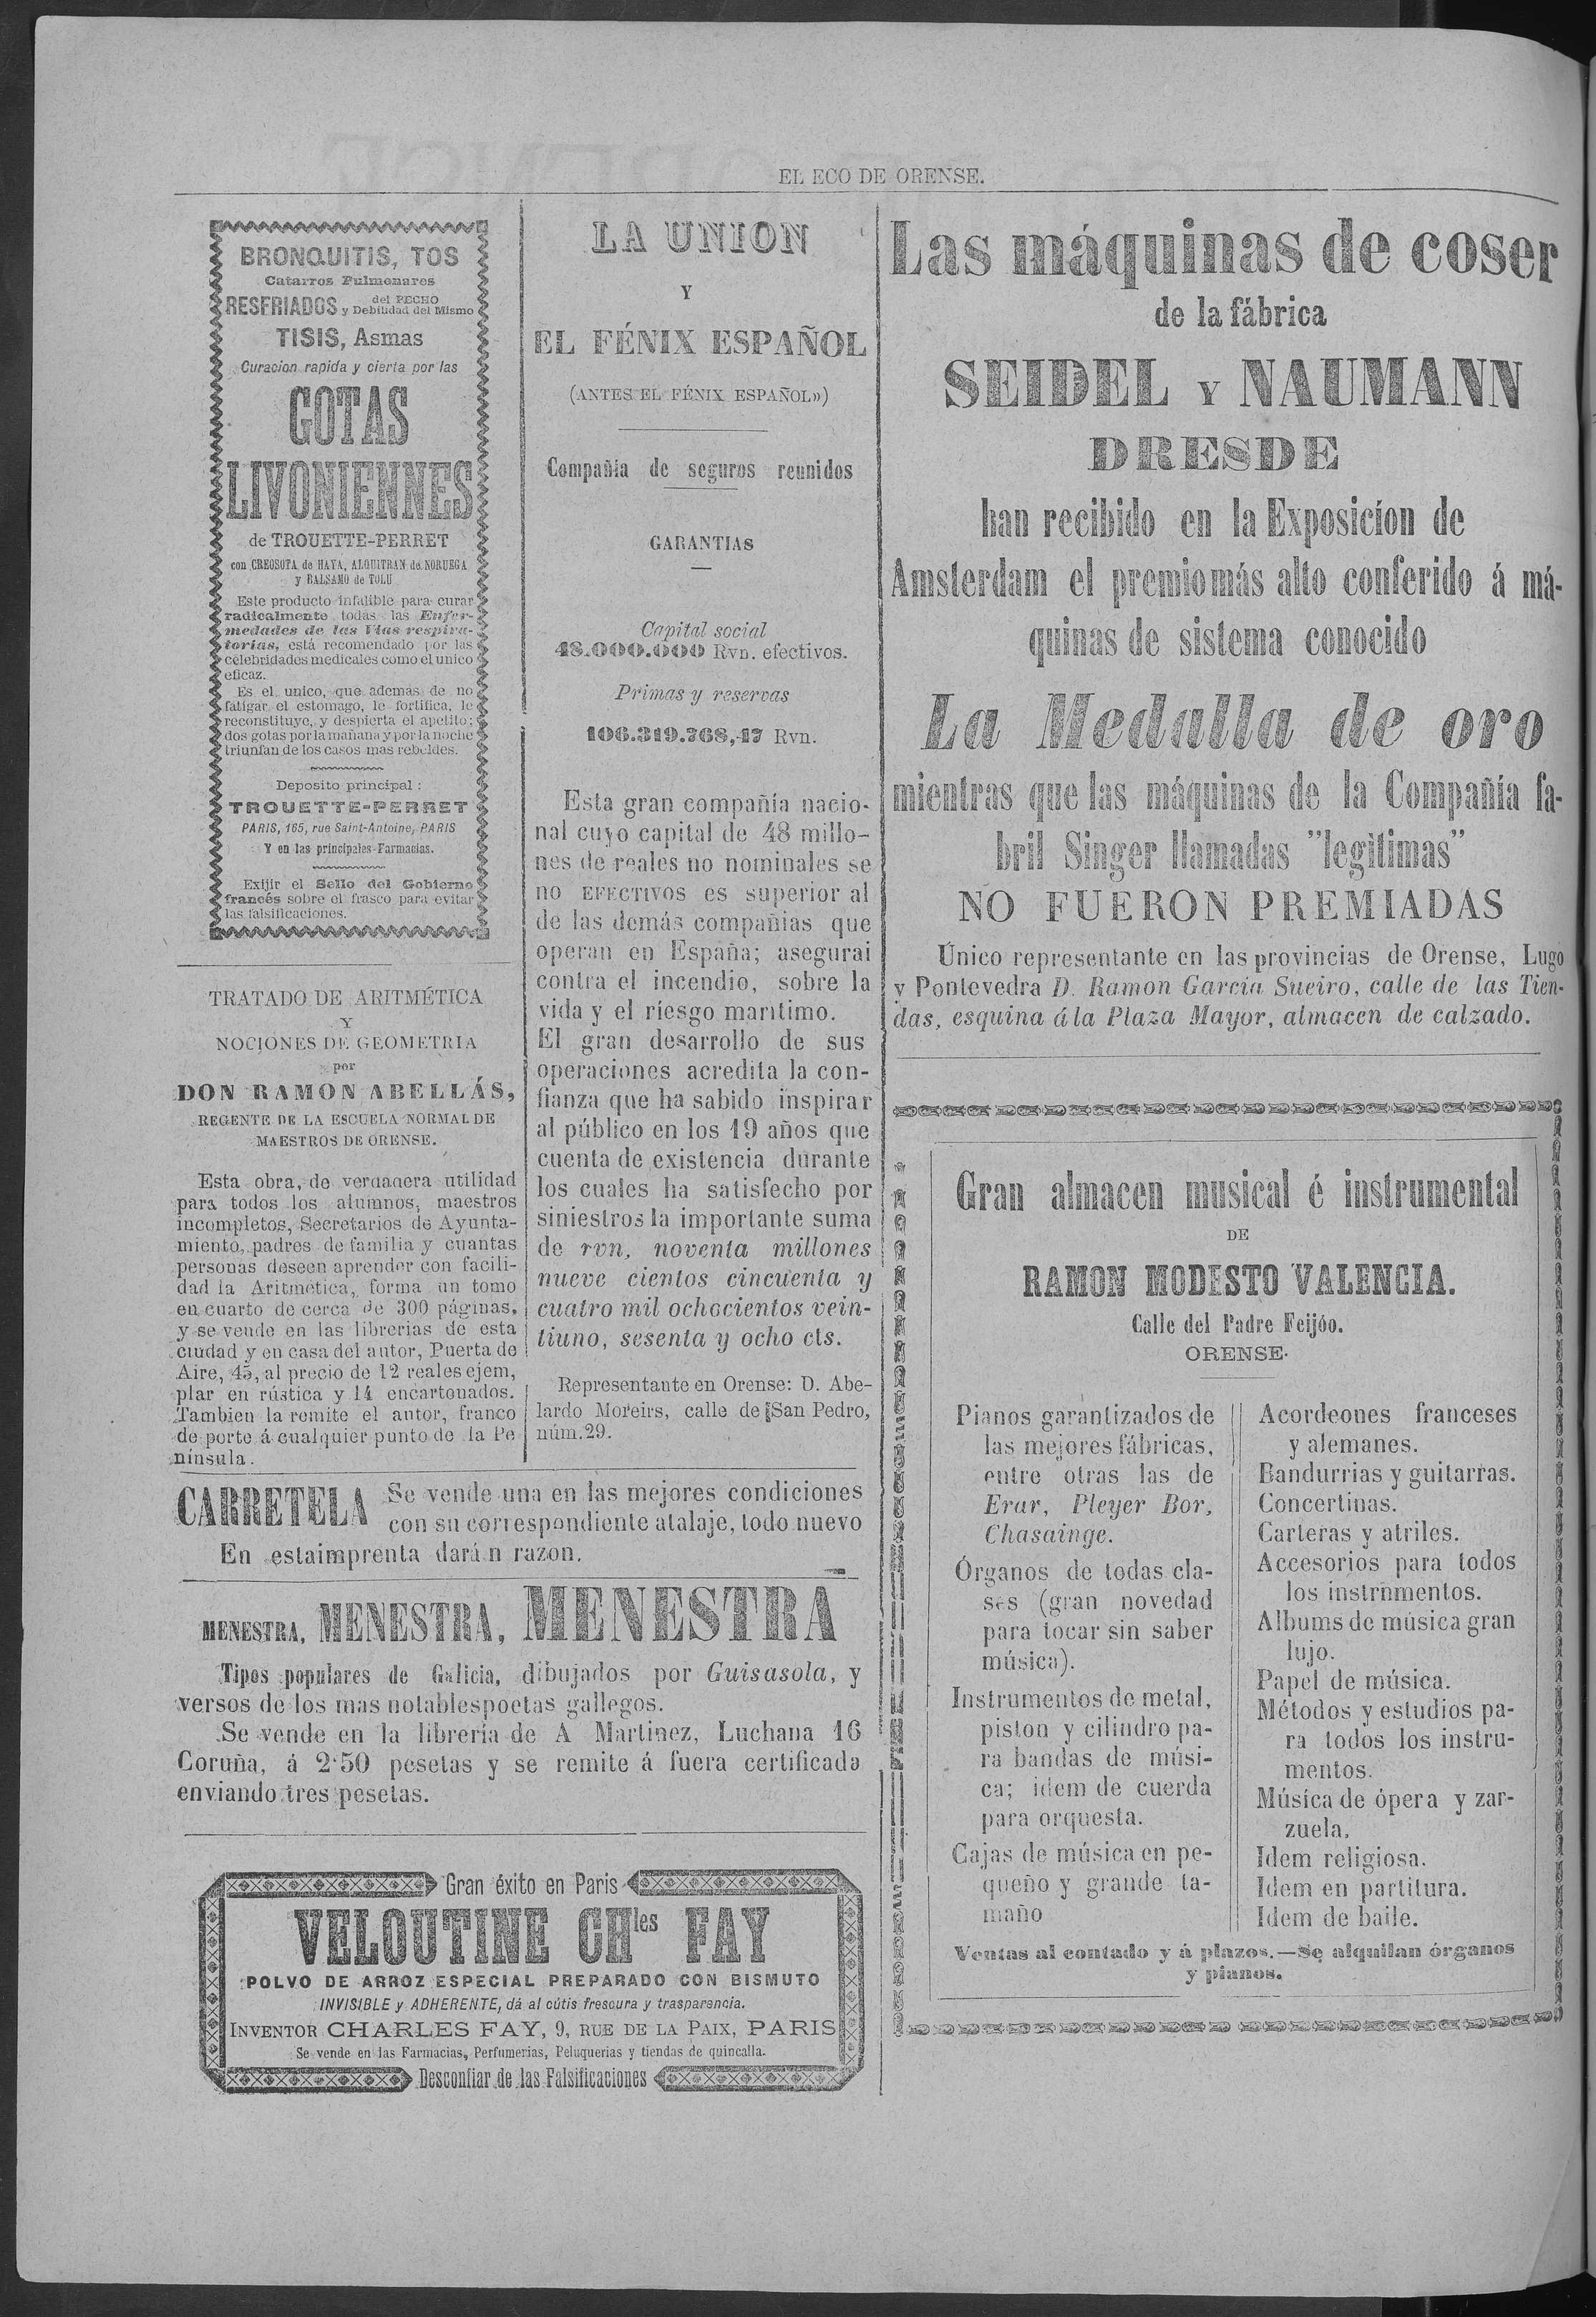 EL ECO DE ORENSE.
BRONQUITIS, TOS
Catarros Pulmonares
RESFRIADOS y Debilidad del PECHO del Mismo
TISIS, Asmas
Curacion rapida y cierta por las
GOTAS
LIVONIENNES
de TROUETTE-PERRET
con CREOSOTA de HAYA, ALQUITRAN de NORUEGA
y BALSAMO de TOLU
Este producto infalible para curar
radicalmente todas las Enfer-
medades de las Vias respira-
torias, está recomendado por las
celebridades medicales como el unico
eficaz.
Es el unico, que ademas de no
fatigar el estomago, le fortifica, le
reconstituye, y despierta el apetito;
dos gotas por la mañana y por la noche
triunfan de los casos mas rebeldes.
Deposito principal :
TROUETTE-PERRET
PARIS, 165, rue Saint-Antoine, PARIS
Y en las principales Farmacias.
Exijir el Sello del Gobierno
francés sobre el frasco para evitar
las falsificaciones.
TRATADO DE ARITMÉTICA
Y
NOCIONES DE GEOMETRIA
por
DON RAMON ABELLÁS,
REGENTE DE LA ESCUELA NORMAL DE
MAESTROS DE ORENSE.
Esta obra, de verdadera utilidad
para todos los alumnos, maestros
incompletos, Secretarios de Ayunta-
miento, padres de familia y cuantas
personas deseen aprender con facili-
dad la Aritmética, forma un tomo
en cuarto de cerca de 300 páginas,
y se vende en las librerias de esta
ciudad y en casa del autor, Puerta de
Aire, 45, al precio de 12 reales ejem,
plar en rústica y 14 encartonados.
Tambien la remite el autor, franco
de porte á cualquier punto de la Pe
nínsula.
LA UNION
Y
EL FÉNIX ESPAÑOL
(ANTES EL FÉNIX ESPAÑOL»)
Compañía de seguros reunidos
GARANTIAS
Capital social
48.000.000 Rvn. efectivos.
Primas y reservas
106.319.768,47 Rvn.
Esta gran compañía nacio-
nal cuyo capital de 48 millo-
nes de reales no nominales se
no EFECTIVOS es superior al
de las demás compañias que
operan en España; asegurai
contra el incendio, sobre la
vida y el ríesgo marıtimo.
El gran desarrollo de sus
operaciones acredita la con-
fianza que ha sabido inspirar
al público en los 19 años que
cuenta de existencia durante
los cuales ha satisfecho por
siniestros la importante suma
de rvn, noventa millones
nueve cientos cincuenta y
cuatro mil ochocientos vein-
tiuno, sesenta y ocho cts.
Representante en Orense: D. Abe-
lardo Moreirs, calle de San Pedro,
núm.29.
CARRETELA Se vende una en las mejores condiciones
con su correspondiente atalaje, todo nuevo
En estaimprenta dará n razon.
MENESTRA, MENESTRA, MENESTRA
Tipos populares de Galicia, dibujados por Guisasola, y
versos de los mas notablespoetas gallegos.
Se vende en la librería de A Martinez, Luchana 16
Coruña, á 2'50 pesetas y se remite á fuera certificada
enviando tres pesetas.
Gran éxito en Paris
VELOUTINE CHles FAY
POLVO DE ARROZ ESPECIAL PREPARADO CON BISMUTO
INVISIBLE y ADHERENTE, dá al cútis frescura y trasparencia.
INVENTOR CHARLES FAY, 9, RUE DE LA PAIX, PARIS
Se vende en las Farmacias, Perfumerias, Peluquerias y tiendas de quincalla.
Desconfiar de las Falsificaciones
Las máquinas de coser
de la fábrica
SEIDEL Y NAUMANN
DRESDE
han recibido en la Exposicíon de
Amsterdam el premio más alto conferido á má-
quinas de sistema conocido
La Medalla de oro
mientras que las máquinas de la Compañía fa-
bril Singer llamadas "legitimas"
NO FUERON PREMIADAS
Único representante en las provincias de Orense, Lugo
y Pontevedra D. Ramon Garcia Sueiro, calle de las Tien-
das, esquina á la Plaza Mayor, almacen de calzado.
Gran almacen musical é instrumental
DE
RAMON MODESTO VALENCIA.
Calle del Padre Feijóo.
ORENSE.
Pianos garantizados de
las mejores fábricas,
entre otras las de
Erar, Pleyer Bor,
Chasainge.
Órganos de todas cla-
ses (gran novedad
para tocar sin saber
música).
Instrumentos de metal,
piston y cilindro pa-
ra bandas de músi-
ca; idem de cuerda
para orquesta.
Cajas de música en pe-
queño y grande ta-
maño
Acordeones franceses
y alemanes.
Bandurrias y guitarras.
Concertinas.
Carteras y atriles.
Accesorios para todos
los instrnmentos.
Albums de música gran
lujo.
Papel de música.
Métodos y estudios pa-
ra todos los instru-
mentos.
Música de ópera y zar-
zuela.
Idem religiosa.
Idem en partitura.
Idem de baile.
Ventas al contado y á plazos.—Se alquilan órganos
y pianos.